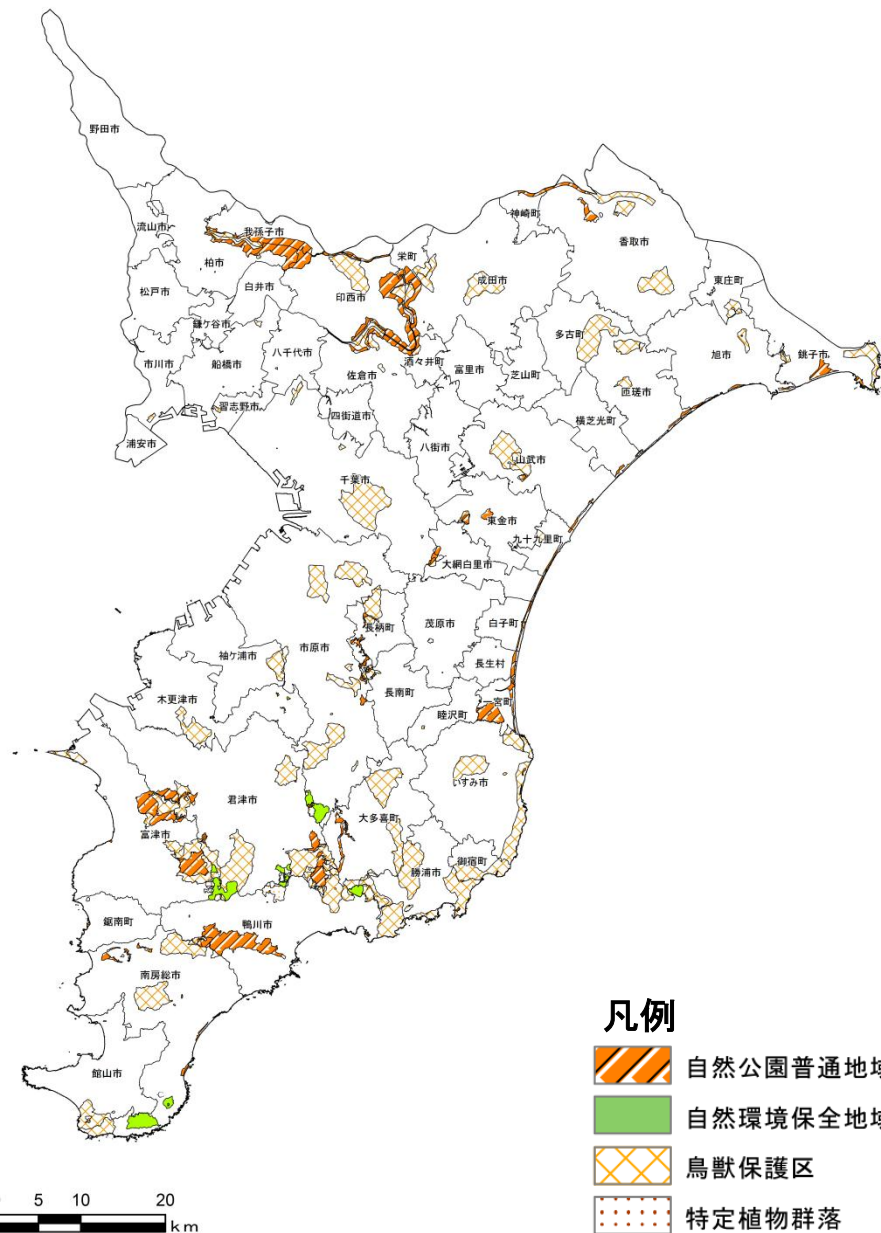 野田市
流山市
我孫子市
柏市
松戸市
白井市
鎌ケ谷市
市川市
船橋市
八千代市
習志野市
浦安市
印西市
栄町
成田市
神崎町
香取市
東庄町
銚子市
旭市
多古町
匝瑳市
横芝光町
芝山町
富里市
酒々井町
佐倉市
四街道市
八街市
山武市
千葉市
東金市
九十九里町
大網白里市
茂原市
白子町
長柄町
長生村
市原市
袖ケ浦市
木更津市
長南町
一宮町
睦沢町
いすみ市
君津市
大多喜町
富津市
御宿町
勝浦市
鋸南町
鴨川市
南房総市
館山市
凡例
自然公園普通地域
自然環境保全地域
鳥獣保護区
特定植物群落
5 10 20
km